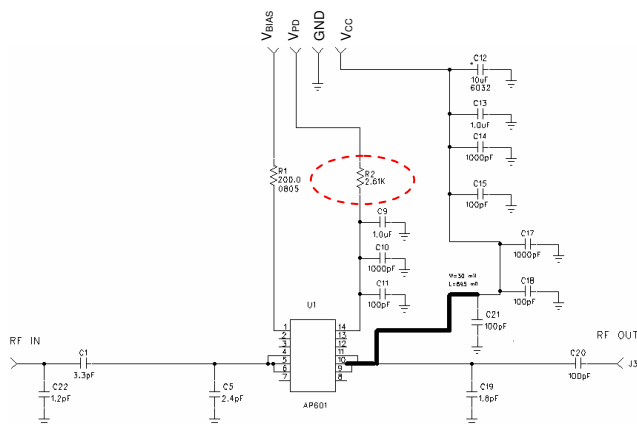 VBIAS
VPD
GND
VCC
C12
10uF
6032
C13
1.0uF
C14
1000pF
R1
200.0
0805
R2
2.61K
C15
100pF
C9
1.0uF
C17
1000pF
C10
1000pF
W=30 mil
C18
100pF
C11
100pF
U1
C21
100pF
1
2
3
4
5
6
7
14
13
12
11
10
9
8
RF IN
RF OUT
C1
3.3pF
C20
100pF
J3
C22
1.2pF
C5
2.4pF
C19
1.8pF
AP601